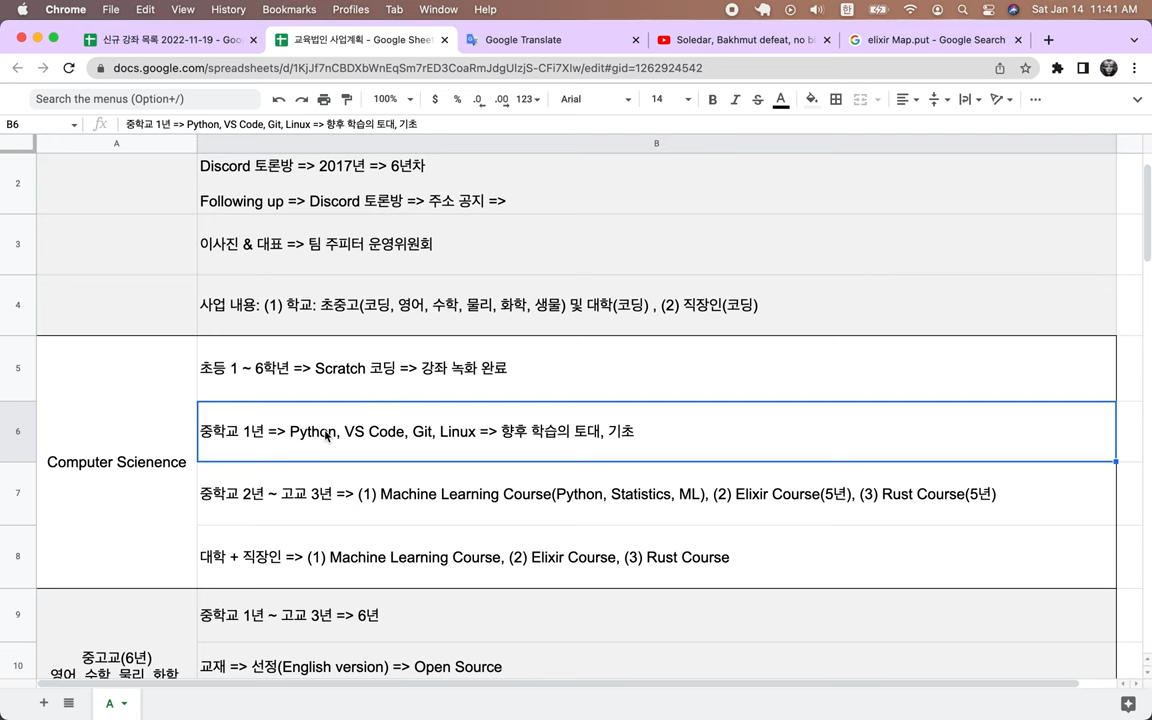 Chrome File Edit View History Bookmarks Profiles Tab Window Help 한 Sat Jan 14 11:41 AM
신규 강좌 목록 2022-11-19 - Goo 교육법인 사업계획 - Google Sheet Google Translate Soledar, Bakhmut defeat, no bl elixir Map.put - Google Search
docs.google.com/spreadsheets/d/1KjJf7nCBDXbWnEqSm7rED3CoaRmJdgUlzjS-CFi7XIw/edit#gid=1262924542
Search the menus (Option+/) 100% $ % .0 .00 123 Arial 14 B I S A
B6 fx 중학교 1년 => Python, VS Code, Git, Linux => 향후 학습의 토대, 기초
A B
2 Discord 토론방 => 2017년 => 6년차
Following up => Discord 토론방 => 주소 공지 =>
3 이사진 & 대표 => 팀 주피터 운영위원회
4 사업 내용: (1) 학교: 초중고(코딩, 영어, 수학, 물리, 화학, 생물) 및 대학(코딩) , (2) 직장인(코딩)
5 초등 1 ~ 6학년 => Scratch 코딩 => 강좌 녹화 완료
6 중학교 1년 => Python, VS Code, Git, Linux => 향후 학습의 토대, 기초
Computer Scienence
7 중학교 2년 ~ 고교 3년 => (1) Machine Learning Course(Python, Statistics, ML), (2) Elixir Course(5년), (3) Rust Course(5년)
8 대학 + 직장인 => (1) Machine Learning Course, (2) Elixir Course, (3) Rust Course
9 중학교 1년 ~ 고교 3년 => 6년
중고교(6년)
10 교재 => 선정(English version) => Open Source
영어, 수학, 물리, 화학
A